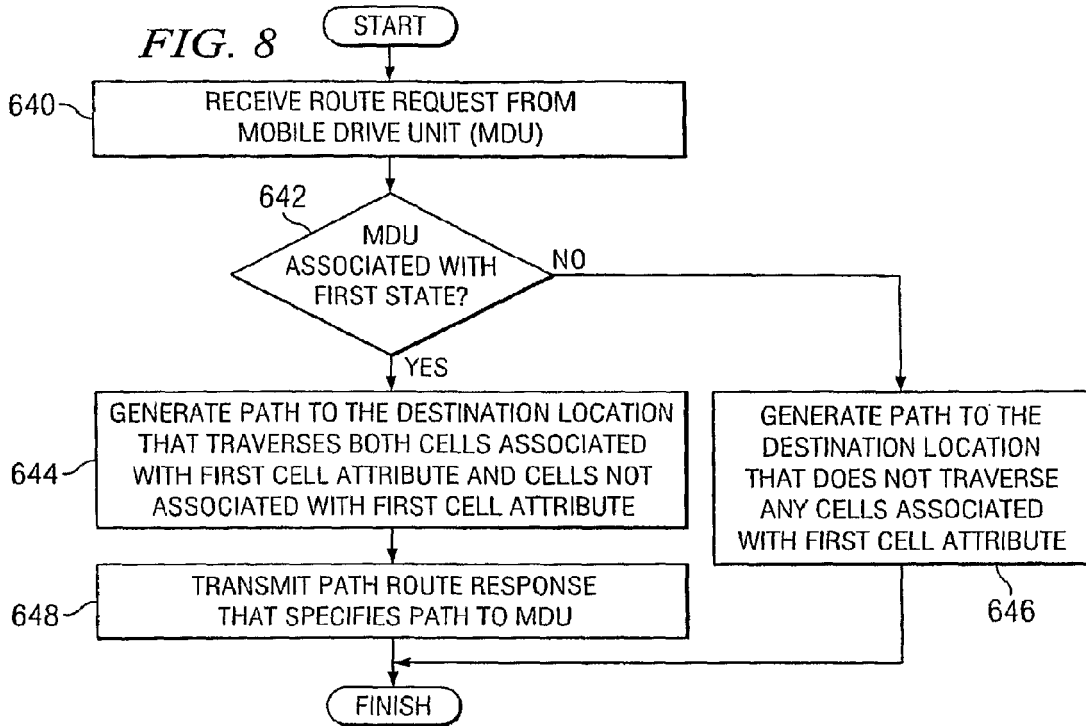 FIG. 8
START
640
RECEIVE ROUTE REQUEST FROM
MOBILE DRIVE UNIT (MDU)
642
MDU
ASSOCIATED WITH
FIRST STATE?
NO
YES
644
GENERATE PATH TO THE DESTINATION LOCATION
THAT TRAVERSES BOTH CELLS ASSOCIATED
WITH FIRST CELL ATTRIBUTE AND CELLS NOT
ASSOCIATED WITH FIRST CELL ATTRIBUTE
GENERATE PATH TO THE
DESTINATION LOCATION
THAT DOES NOT TRAVERSE
ANY CELLS ASSOCIATED
WITH FIRST CELL ATTRIBUTE
646
648
TRANSMIT PATH ROUTE RESPONSE
THAT SPECIFIES PATH TO MDU
FINISH